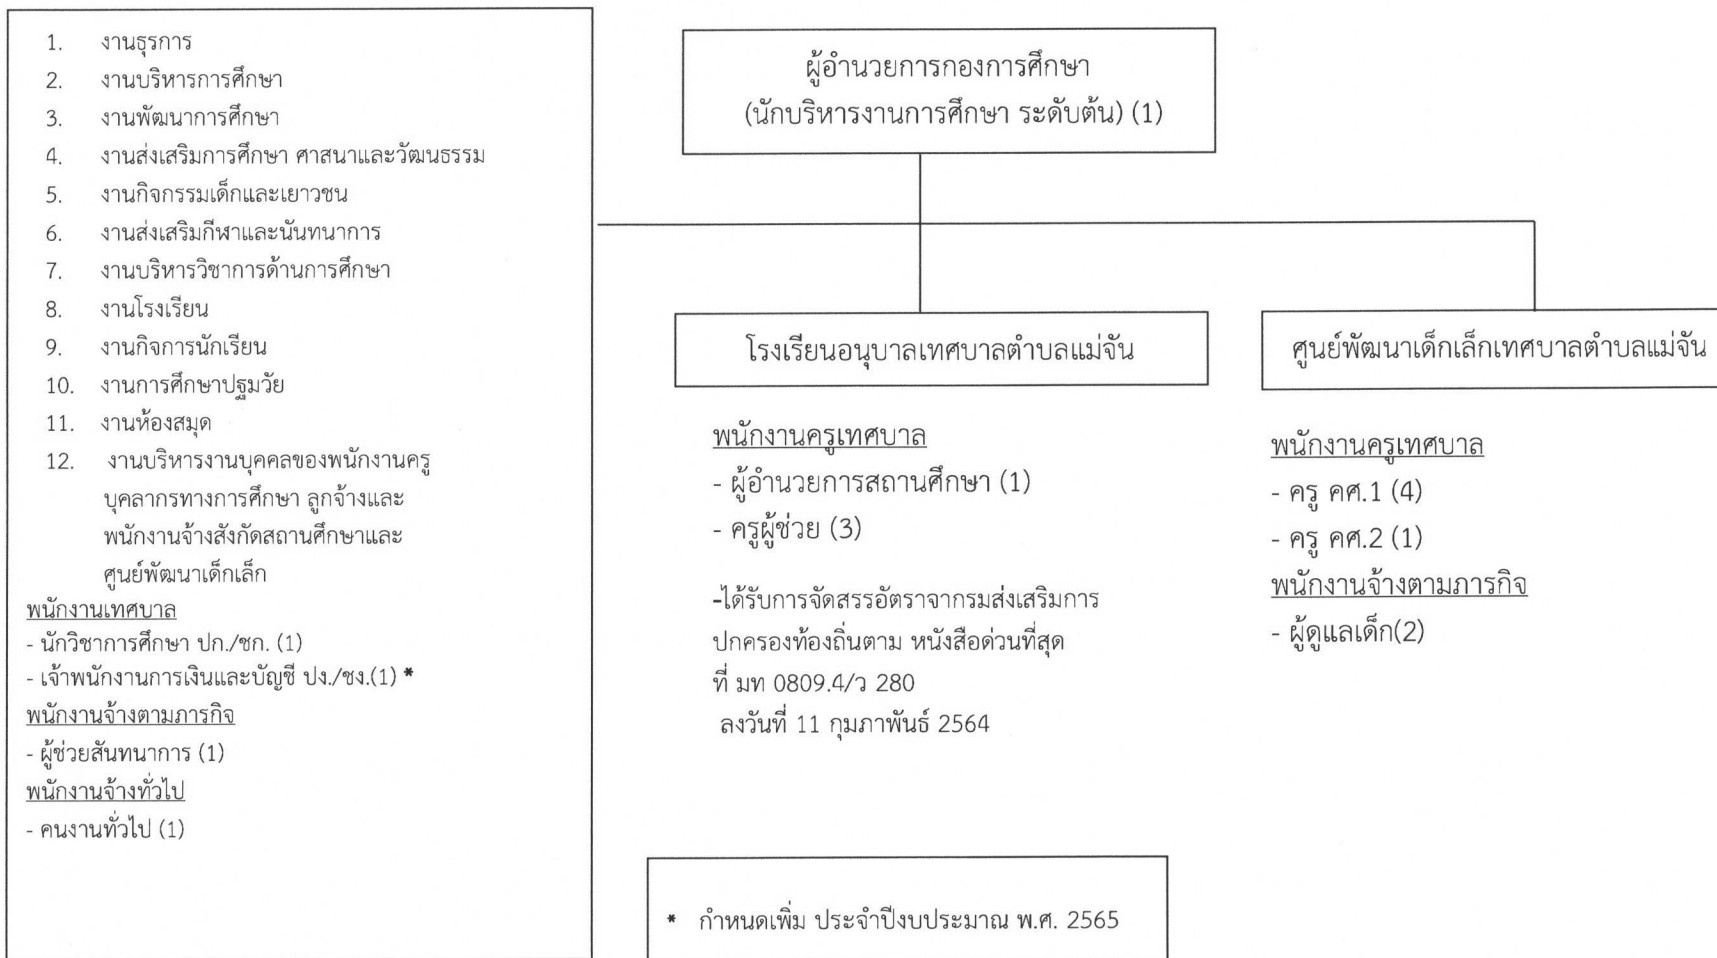 1. งานธุรการ
2. งานบริหารการศึกษา
3. งานพัฒนาการศึกษา
4. งานส่งเสริมการศึกษา ศาสนาและวัฒนธรรม
5. งานกิจกรรมเด็กและเยาวชน
6. งานส่งเสริมกีฬาและนันทนาการ
7. งานบริหารวิชาการด้านการศึกษา
8. งานโรงเรียน
9. งานกิจการนักเรียน
10. งานการศึกษาปฐมวัย
11. งานห้องสมุด
12. งานบริหารงานบุคคลของพนักงานครู
บุคลากรทางการศึกษา ลูกจ้างและ
พนักงานจ้างสังกัดสถานศึกษาและ
ศูนย์พัฒนาเด็กเล็ก
พนักงานเทศบาล
- นักวิชาการศึกษา ปก./ชก. (1)
- เจ้าพนักงานการเงินและบัญชี ปง./ชง.(1) *
พนักงานจ้างตามภารกิจ
- ผู้ช่วยสันทนาการ (1)
พนักงานจ้างทั่วไป
- คนงานทั่วไป (1)
ผู้อำนวยการกองการศึกษา
(นักบริหารงานการศึกษา ระดับต้น) (1)
โรงเรียนอนุบาลเทศบาลตำบลแม่จัน
พนักงานครูเทศบาล
- ผู้อำนวยการสถานศึกษา (1)
- ครูผู้ช่วย (3)
-ได้รับการจัดสรรอัตราจากรมส่งเสริมการ
ปกครองท้องถิ่นตาม หนังสือด่วนที่สุด
ที่ มท 0809.4/ว 280
ลงวันที่ 11 กุมภาพันธ์ 2564
ศูนย์พัฒนาเด็กเล็กเทศบาลตำบลแม่จัน
พนักงานครูเทศบาล
- ครู คศ.1 (4)
- ครู คศ.2 (1)
พนักงานจ้างตามภารกิจ
- ผู้ดูแลเด็ก(2)
* กำหนดเพิ่ม ประจำปีงบประมาณ พ.ศ. 2565